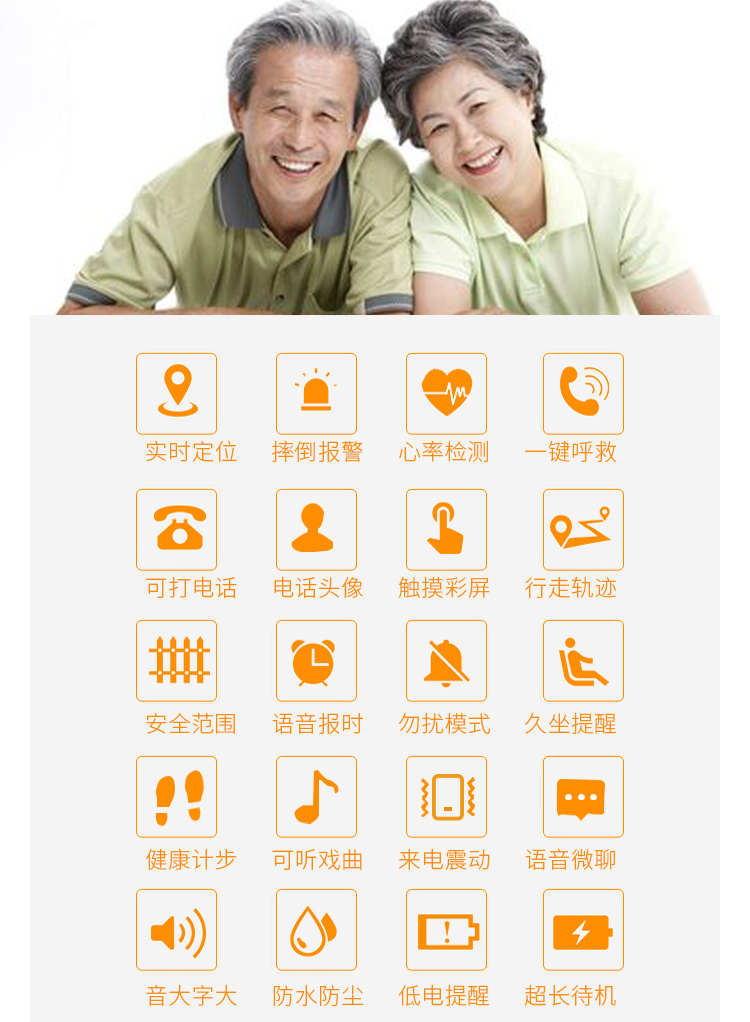 实时定位 摔倒报警 心率检测 一键呼救
可打电话 电话头像 触摸彩屏 行走轨迹
安全范围 语音报时 勿扰模式 久坐提醒
健康计步 可听戏曲 来电震动 语音微聊
音大字大 防水防尘 低电提醒 超长待机